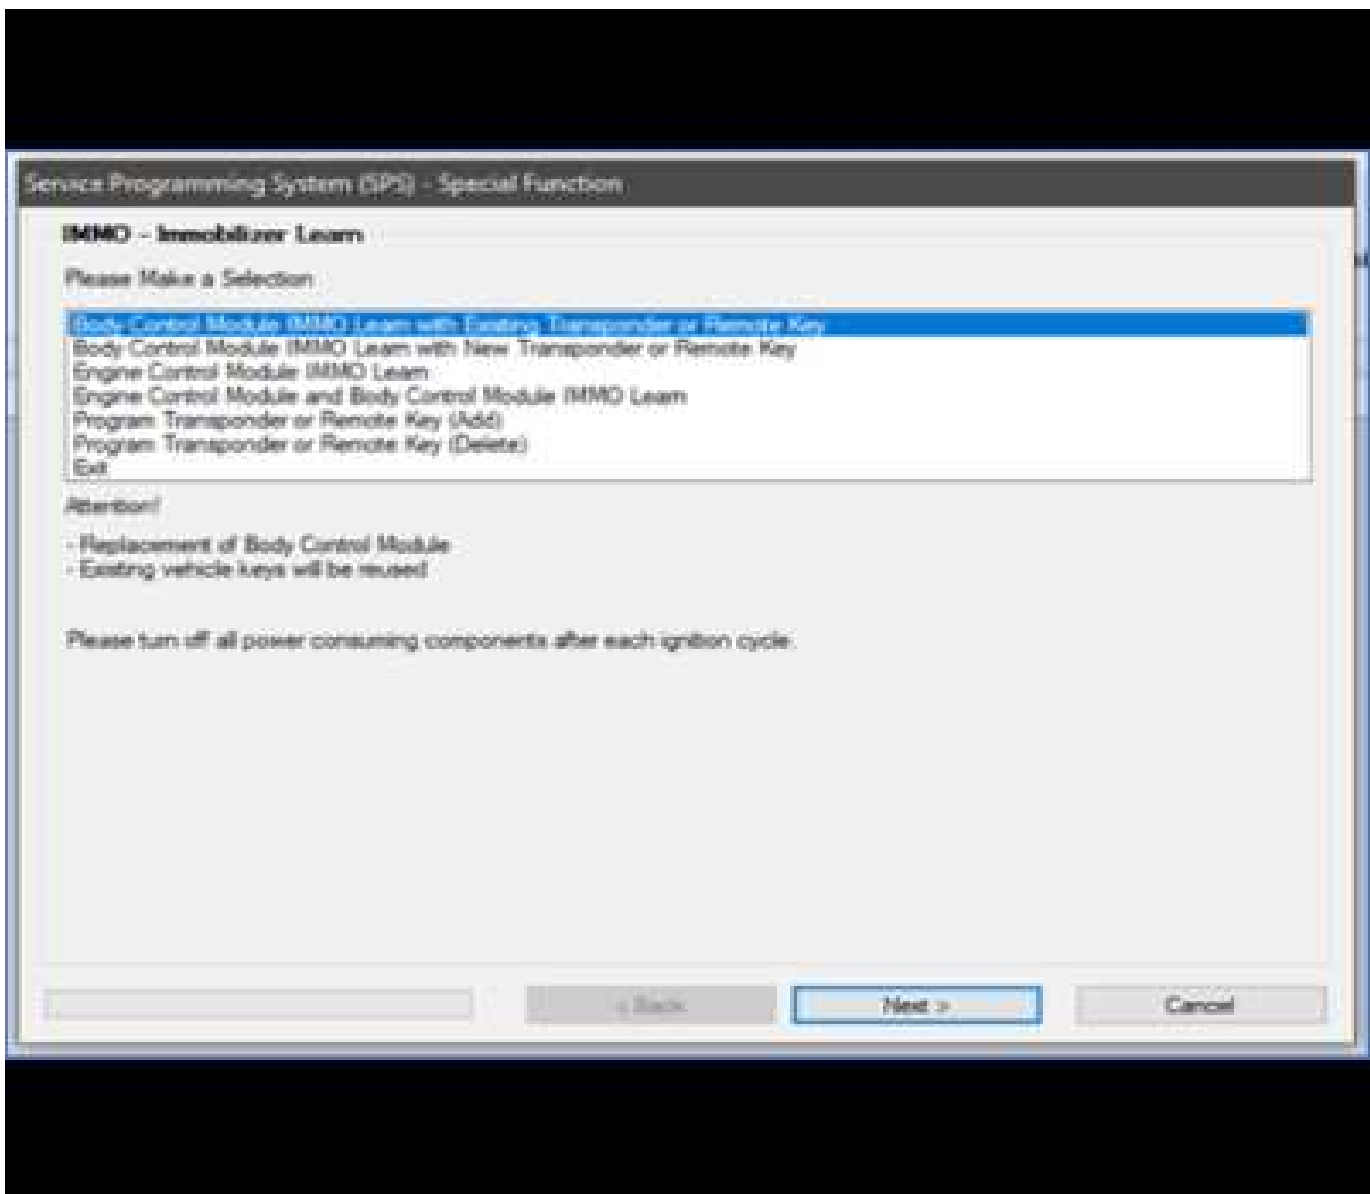 Service Programming System (SPS) - Special Function
IMMO - Immobilizer Learn
Please Make a Selection
Body Control Module IMMO Learn with Existing Transponder or Remote Key
Body Control Module IMMO Learn with New Transponder or Remote Key
Engine Control Module IMMO Learn
Engine Control Module and Body Control Module IMMO Learn
Program Transponder or Remote Key (Add)
Program Transponder or Remote Key (Delete)
Exit
Attention!
- Replacement of Body Control Module
- Existing vehicle keys will be reused
Please turn off all power consuming components after each ignition cycle.
< Back
Next >
Cancel